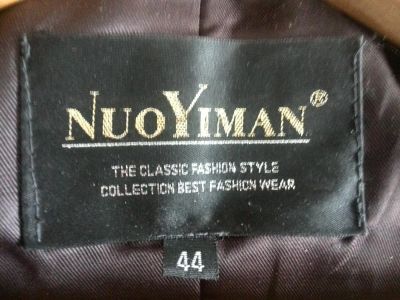 NUOYIMAN®
THE CLASSIC FASHION STYLE
COLLECTION BEST FASHION WEAR
44